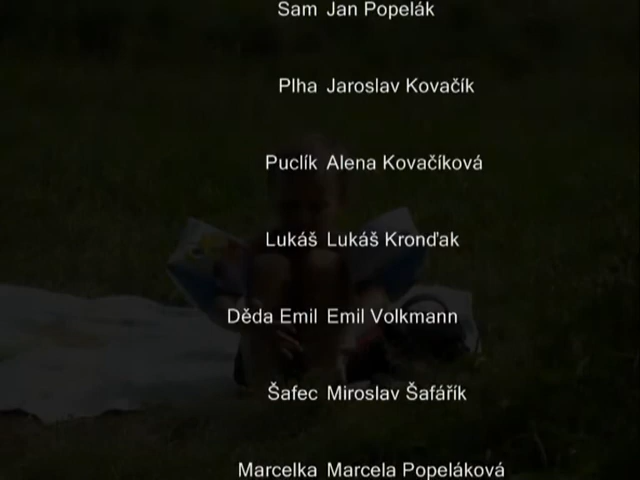 Sam Jan Popelák
Plha Jaroslav Kovačík
Puclík Alena Kovačíková
Lukáš Lukáš Kronďak
Děda Emil Emil Volkmann
Šafec Miroslav Šafářík
Marcelka Marcela Popeláková